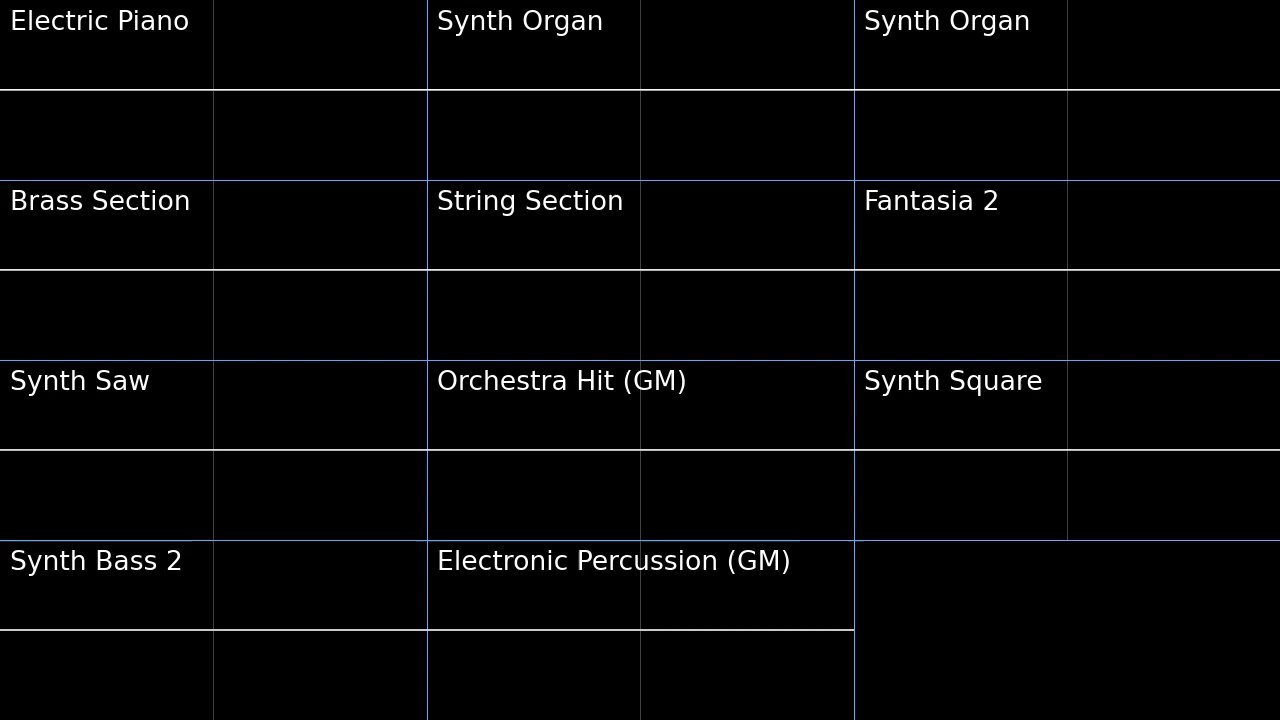 Electric Piano
Synth Organ
Synth Organ
Brass Section
String Section
Fantasia 2
Synth Saw
Orchestra Hit (GM)
Synth Square
Synth Bass 2
Electronic Percussion (GM)